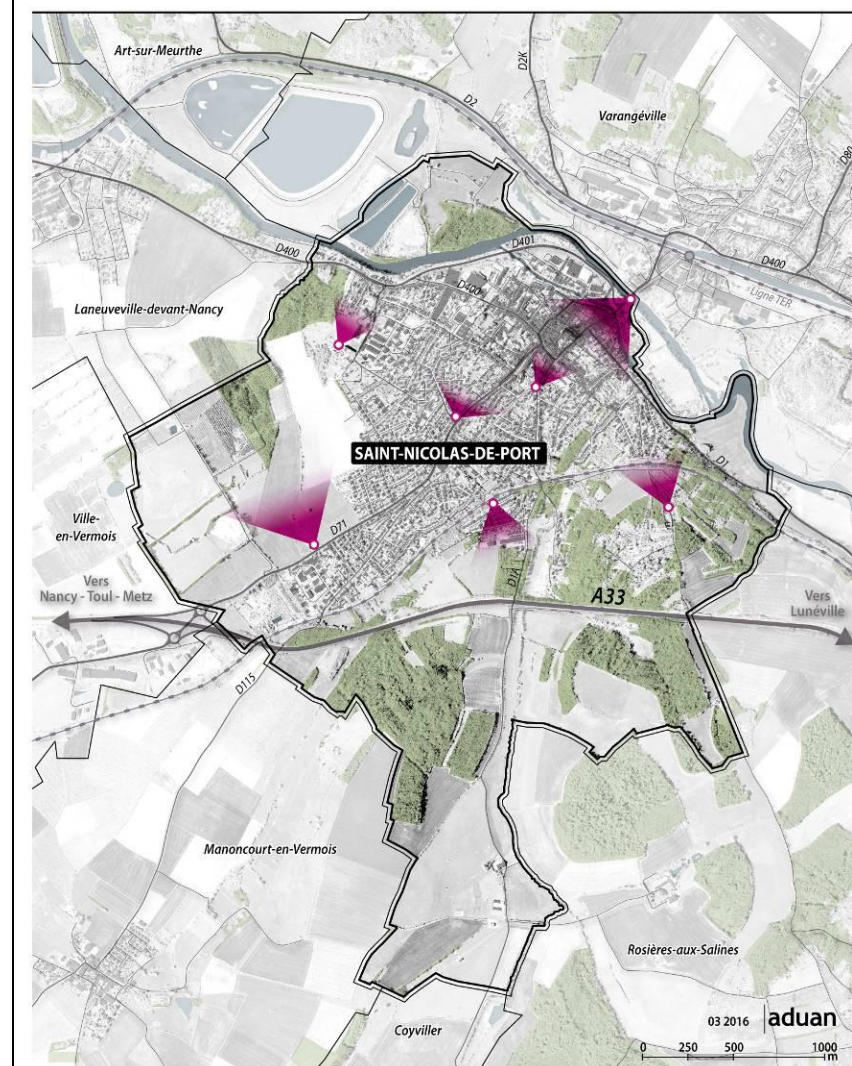 Art-sur-Meurthe
D2K
D2
Varangéville
D80
D400
D401
D400
D400
Ligne TER
Laneuveville-devant-Nancy
SAINT-NICOLAS-DE-PORT
D1
Ville-
en-Vermois
D71
D1A
Vers
Nancy - Toul - Metz
A33
Vers
Lunéville
D115
Manoncourt-en-Vermois
Rosières-aux-Salines
Coyviller
03 2016
aduan
0 250 500 1000
m